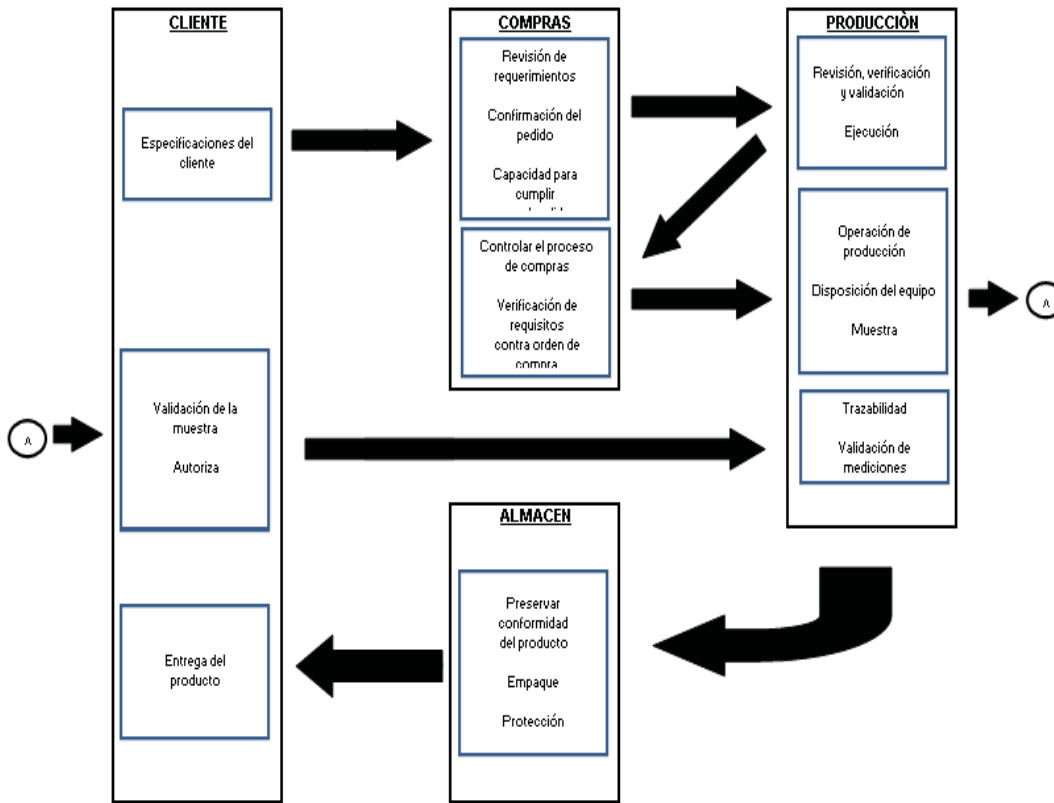 CLIENTE
Especificaciones del
cliente
Validación de la
muestra
Autoriza
Entrega del
producto
COMPRAS
Revisión de
requerimientos
Confirmación del
pedido
Capacidad para
cumplir
Controlar el proceso
de compras
Verificación de
requisitos
contra orden de
compra
ALMACEN
Preservar
conformidad
del producto
Empaque
Protección
PRODUCCIÒN
Revisión, verificación
y validación
Ejecución
Operación de
producción
Disposición del equipo
Muestra
Trazabilidad
Validación de
mediciones
A
A